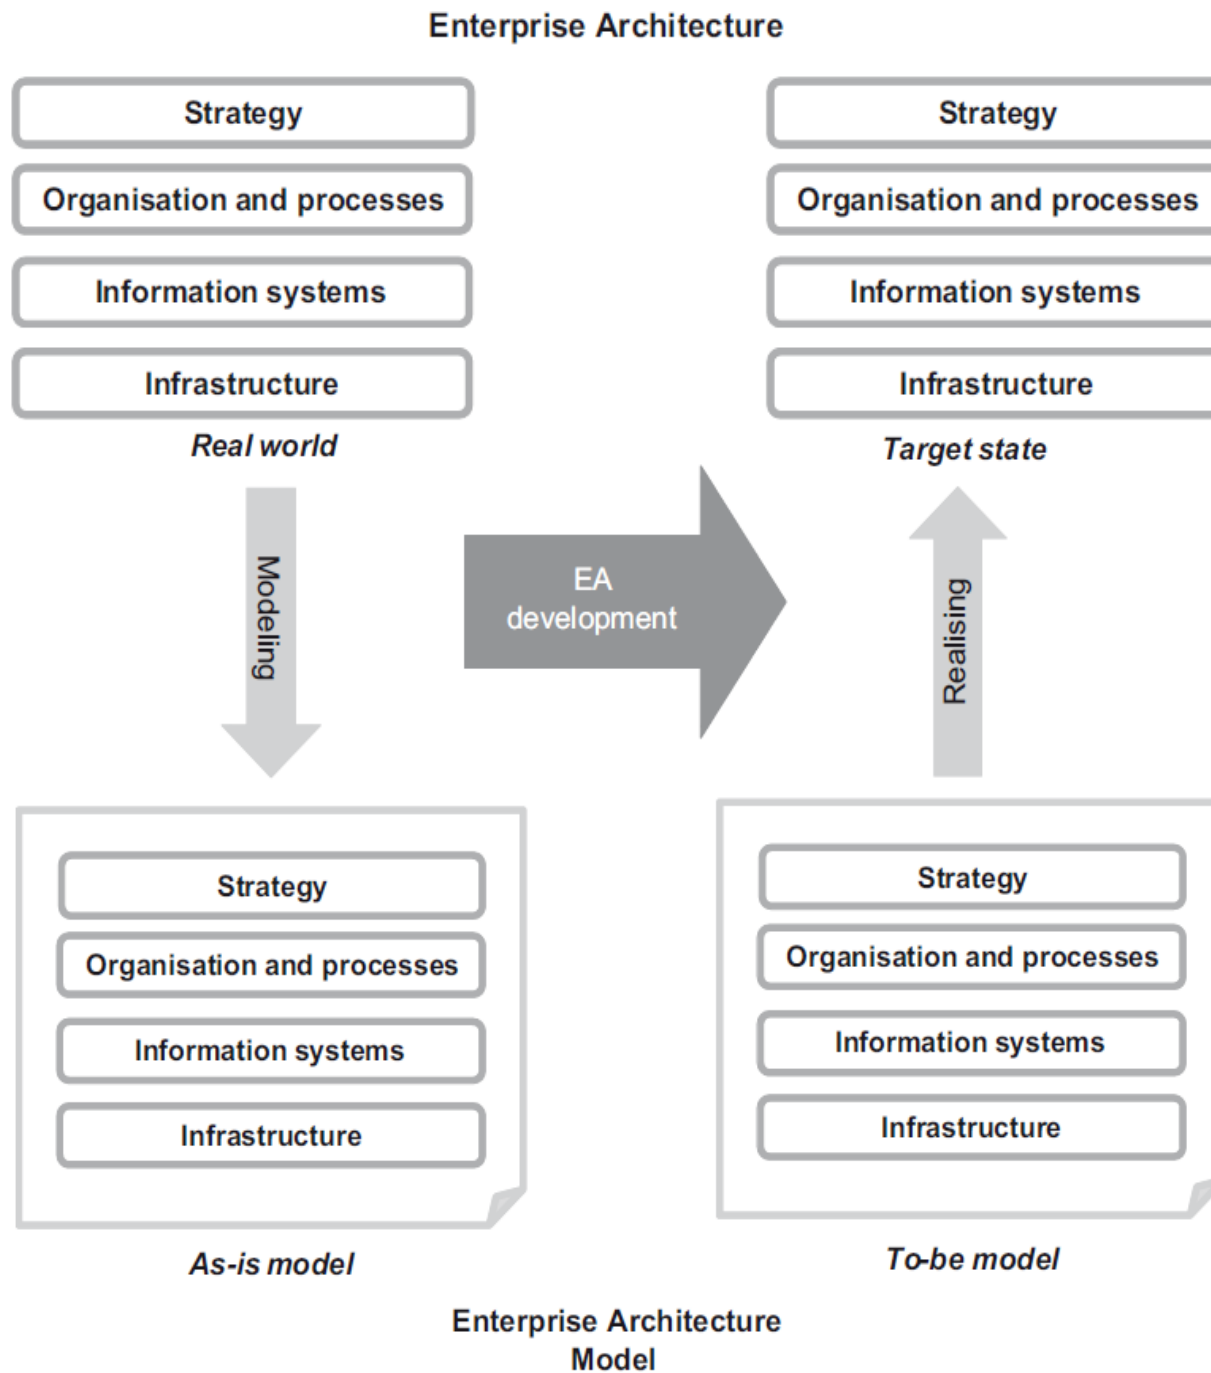 Enterprise Architecture
Strategy
Organisation and processes
Information systems
Infrastructure
Real world
Strategy
Organisation and processes
Information systems
Infrastructure
Target state
Modeling
EA
development
Realising
Strategy
Organisation and processes
Information systems
Infrastructure
As-is model
Strategy
Organisation and processes
Information systems
Infrastructure
To-be model
Enterprise Architecture
Model